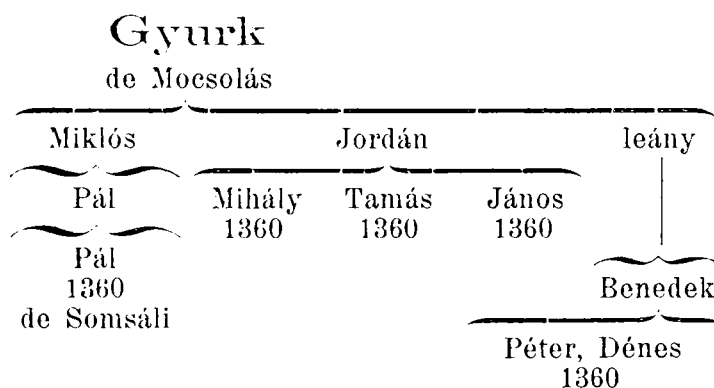 Gyurk
de Mocsolás
Miklós Jordán leány
Pál Mihály Tamás János
1360 1360 1360
Pál
1360
de Somsáli
Benedek
Péter, Dénes
1360